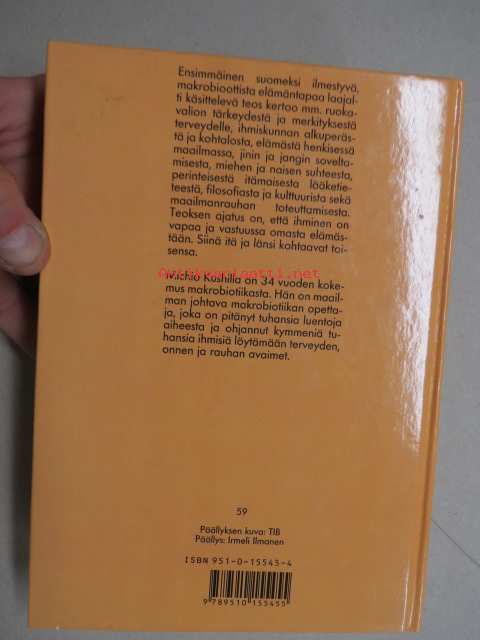 Ensimmäinen suomeksi ilmestyvä,
makrobioottista elämäntapaa laajal-
ti käsittelevä teos kertoo mm. ruoka-
valion tärkeydestä ja merkityksestä
terveydelle, ihmiskunnan alkuperäs-
tä ja kohtalosta, elämästä henkisessä
maailmassa, jinin ja jangin sovelta-
misesta, miehen ja naisen suhteesta,
perinteisestä itämaisesta lääketie-
teestä, filosofiasta ja kulttuurista sekä
maailmanrauhan toteuttamisesta.
Teoksen ajatus on, että ihminen on
vapaa ja vastuussa omasta elämäs-
tään. Siinä itä ja länsi kohtaavat toi-
sensa.
Michio Kushilla on 34 vuoden koke-
mus makrobiotiikasta. Hän on maail-
man johtava makrobiotiikan opetta-
ja, joka on pitänyt tuhansia luentoja
aiheesta ja ohjannut kymmeniä tu-
hansia ihmisiä löytämään terveyden,
onnen ja rauhan avaimet.
59
Päällyksen kuva: TIB
Päällys: Irmeli Ilmanen
ISBN 951-0-15545-4
9 789510 155455